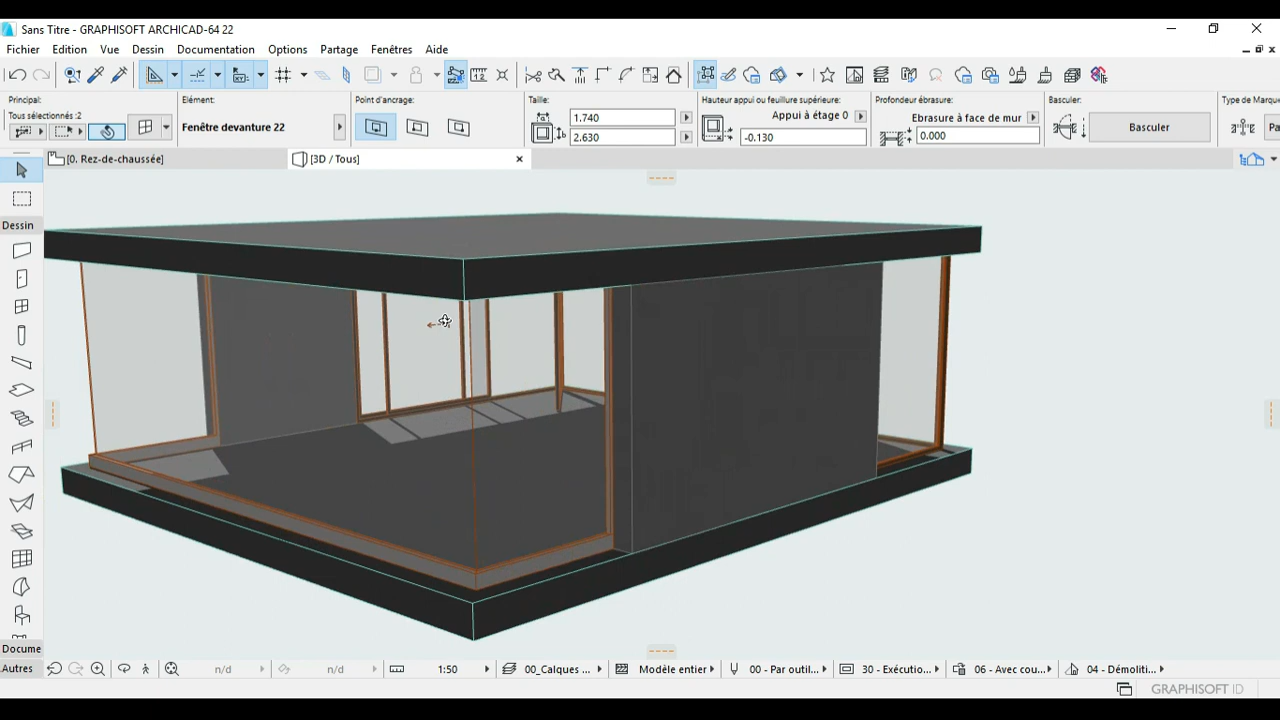 Sans Titre - GRAPHISOFT ARCHICAD-64 22
Fichier Edition Vue Dessin Documentation Options Partage Fenêtres Aide
Principal: Elément: Point d'ancrage: Taille: Hauteur appui ou feuillure supérieure: Profondeur ébrasure: Basculer: Type de Marque
Tous sélectionnés :2 1.740 Appui à étage 0 Ebrasure à face de mur
Fenêtre devanture 22 Basculer Pa
2.630 -0.130 0.000
[0. Rez-de-chaussée] [3D / Tous]
Dessin
Docume
Autres n/d n/d 1:50 00_Calques ... Modèle entier 00 - Par outil... 30 - Exécutio... 06 - Avec cou... 04 - Démoliti...
GRAPHISOFT ID